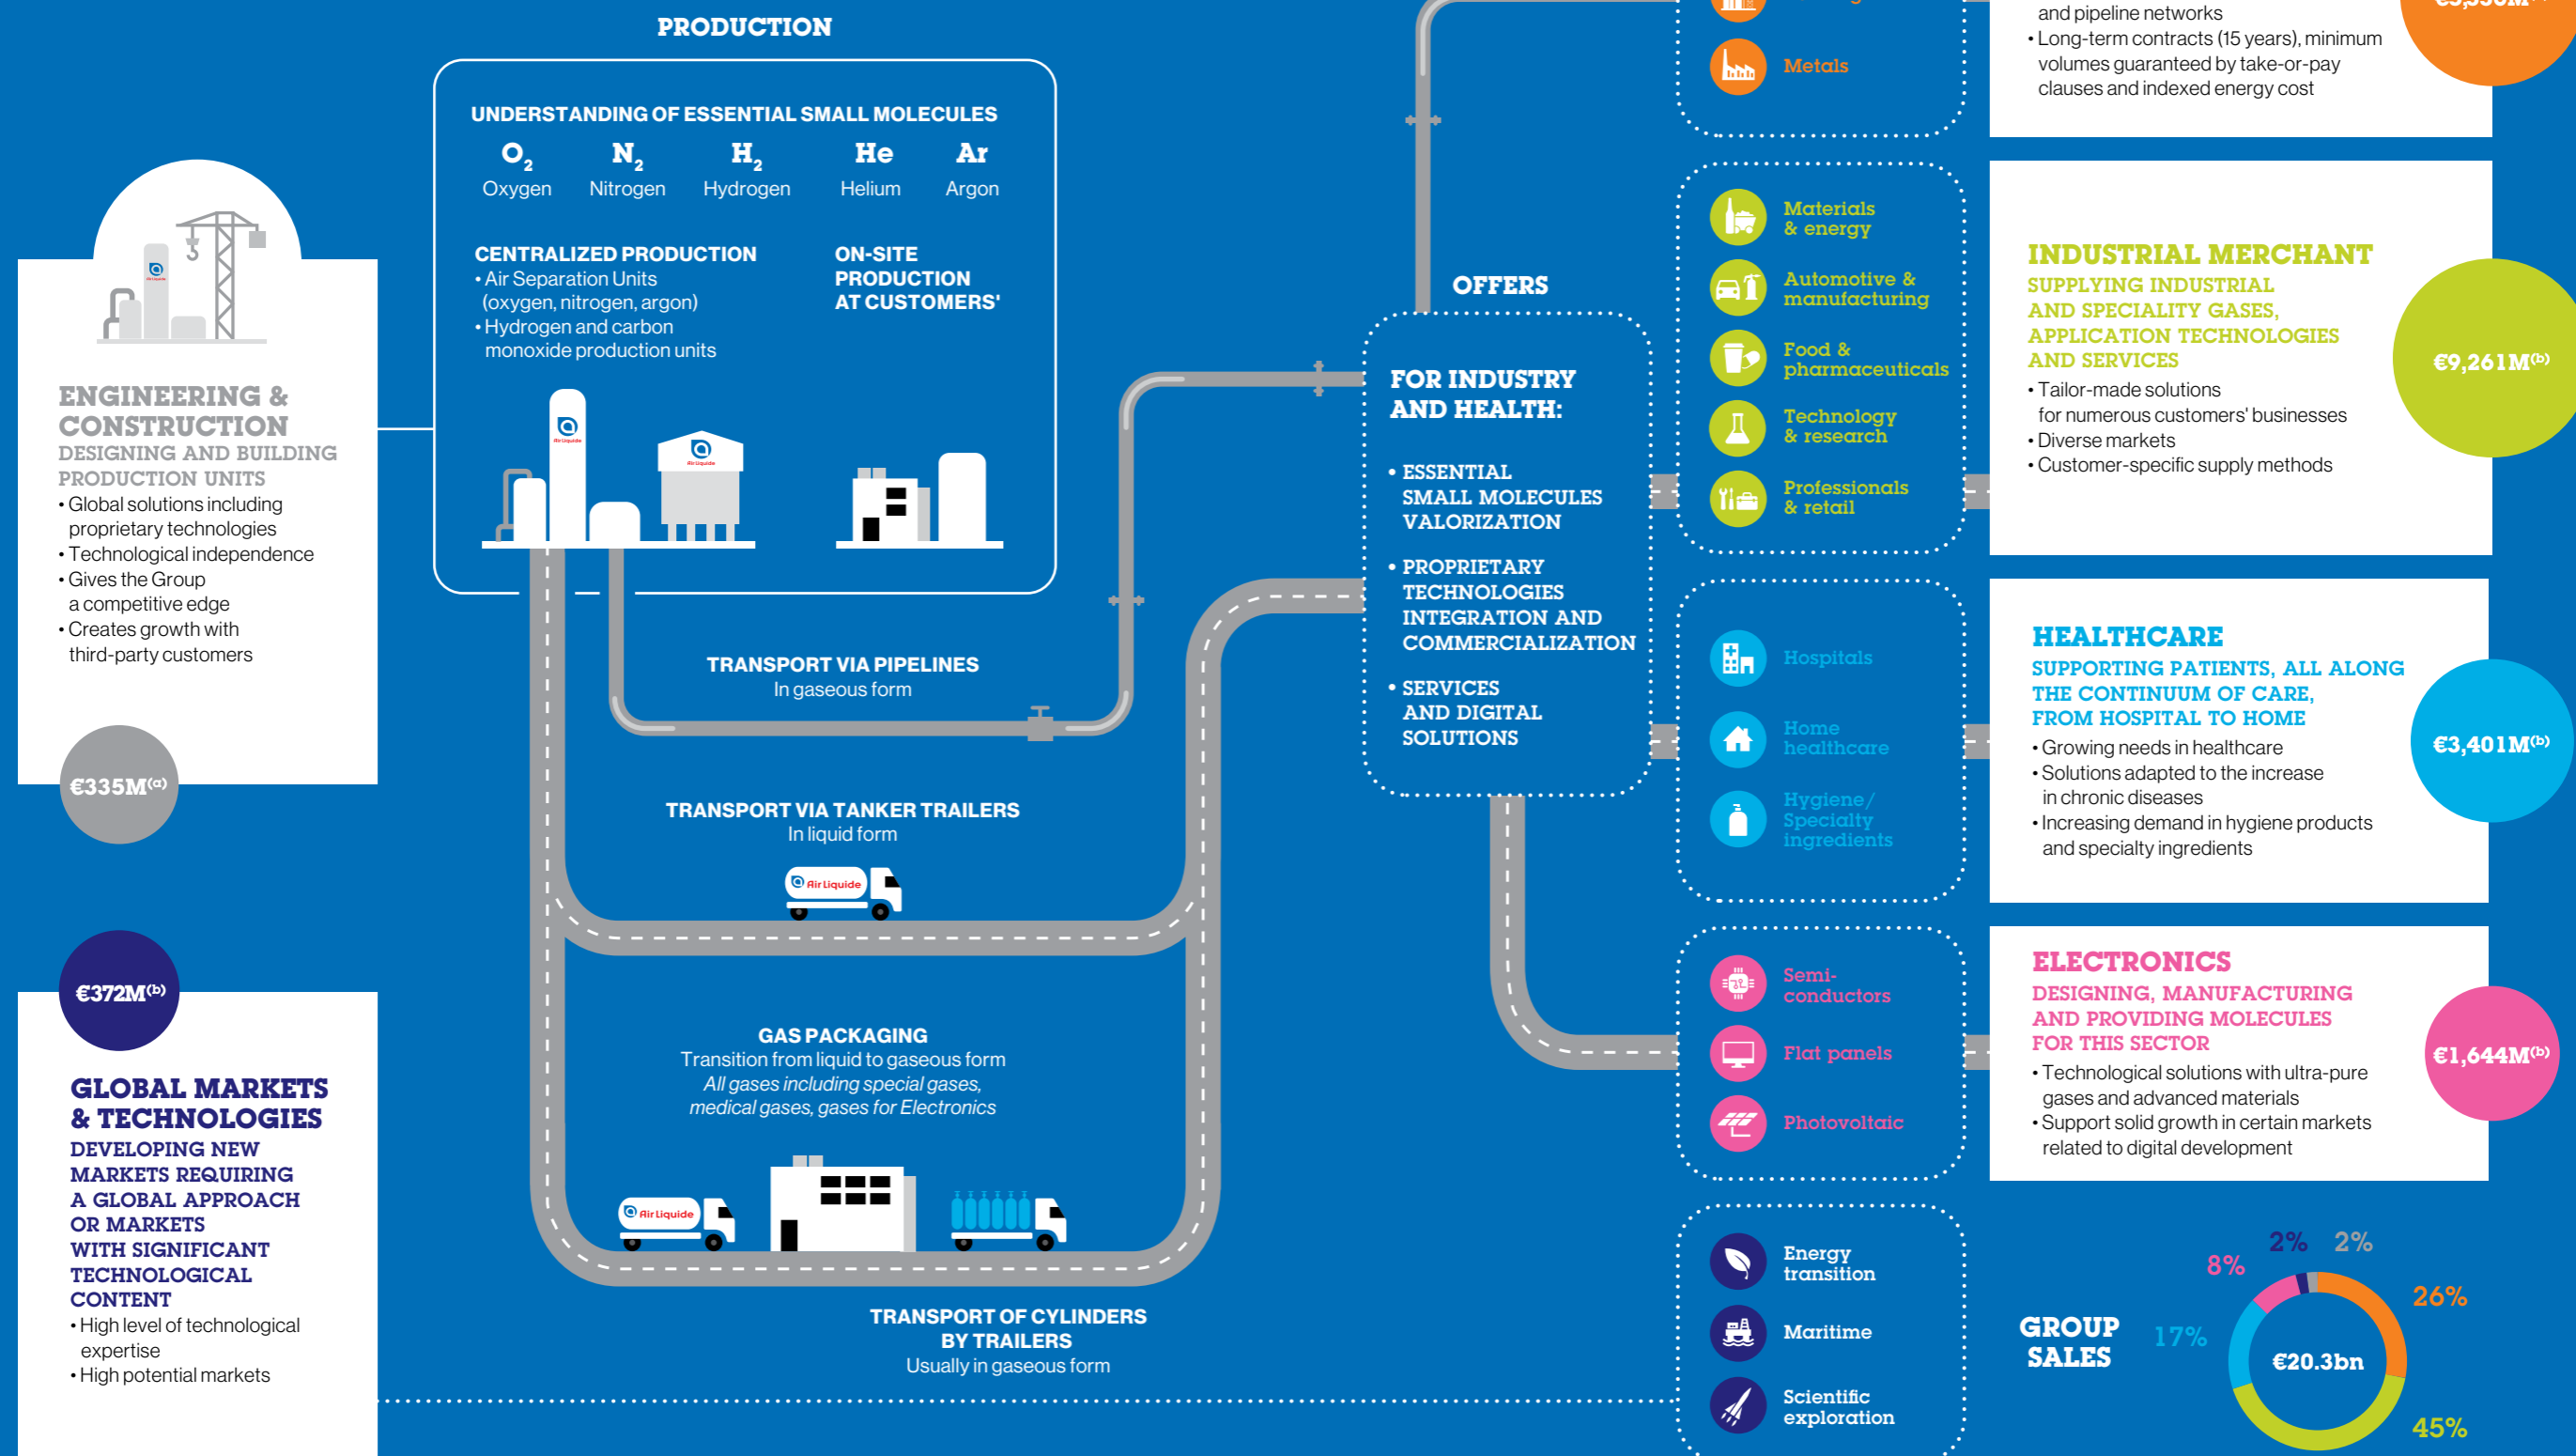 PRODUCTION
UNDERSTANDING OF ESSENTIAL SMALL MOLECULES
O2 N2 H2 He Ar
Oxygen Nitrogen Hydrogen Helium Argon
CENTRALIZED PRODUCTION
• Air Separation Units
(oxygen, nitrogen, argon)
• Hydrogen and carbon
monoxide production units
ON-SITE
PRODUCTION
AT CUSTOMERS'
Air Liquide
Air Liquide
Air Liquide
ENGINEERING &
CONSTRUCTION
DESIGNING AND BUILDING
PRODUCTION UNITS
• Global solutions including
proprietary technologies
• Technological independence
• Gives the Group
a competitive edge
• Creates growth with
third-party customers
€335M(a)
€372M(b)
GLOBAL MARKETS
& TECHNOLOGIES
DEVELOPING NEW
MARKETS REQUIRING
A GLOBAL APPROACH
OR MARKETS
WITH SIGNIFICANT
TECHNOLOGICAL
CONTENT
• High level of technological
expertise
• High potential markets
TRANSPORT VIA PIPELINES
In gaseous form
TRANSPORT VIA TANKER TRAILERS
In liquid form
Air Liquide
GAS PACKAGING
Transition from liquid to gaseous form
All gases including special gases,
medical gases, gases for Electronics
Air Liquide
TRANSPORT OF CYLINDERS
BY TRAILERS
Usually in gaseous form
OFFERS
FOR INDUSTRY
AND HEALTH:
• ESSENTIAL
SMALL MOLECULES
VALORIZATION
• PROPRIETARY
TECHNOLOGIES
INTEGRATION AND
COMMERCIALIZATION
• SERVICES
AND DIGITAL
SOLUTIONS
Metals
Materials
& energy
Automotive &
manufacturing
Food &
pharmaceuticals
Technology
& research
Professionals
& retail
Hospitals
Home
healthcare
Hygiene/
Specialty
ingredients
Semi-
conductors
Flat panels
Photovoltaic
Energy
transition
Maritime
Scientific
exploration
and pipeline networks
• Long-term contracts (15 years), minimum
volumes guaranteed by take-or-pay
clauses and indexed energy cost
INDUSTRIAL MERCHANT
SUPPLYING INDUSTRIAL
AND SPECIALITY GASES,
APPLICATION TECHNOLOGIES
AND SERVICES
• Tailor-made solutions
for numerous customers' businesses
• Diverse markets
• Customer-specific supply methods
€9,261M(b)
HEALTHCARE
SUPPORTING PATIENTS, ALL ALONG
THE CONTINUUM OF CARE,
FROM HOSPITAL TO HOME
• Growing needs in healthcare
• Solutions adapted to the increase
in chronic diseases
• Increasing demand in hygiene products
and specialty ingredients
€3,401M(b)
ELECTRONICS
DESIGNING, MANUFACTURING
AND PROVIDING MOLECULES
FOR THIS SECTOR
• Technological solutions with ultra-pure
gases and advanced materials
• Support solid growth in certain markets
related to digital development
€1,644M(b)
GROUP
SALES
€20.3bn
2% 2%
8%
26%
17%
45%